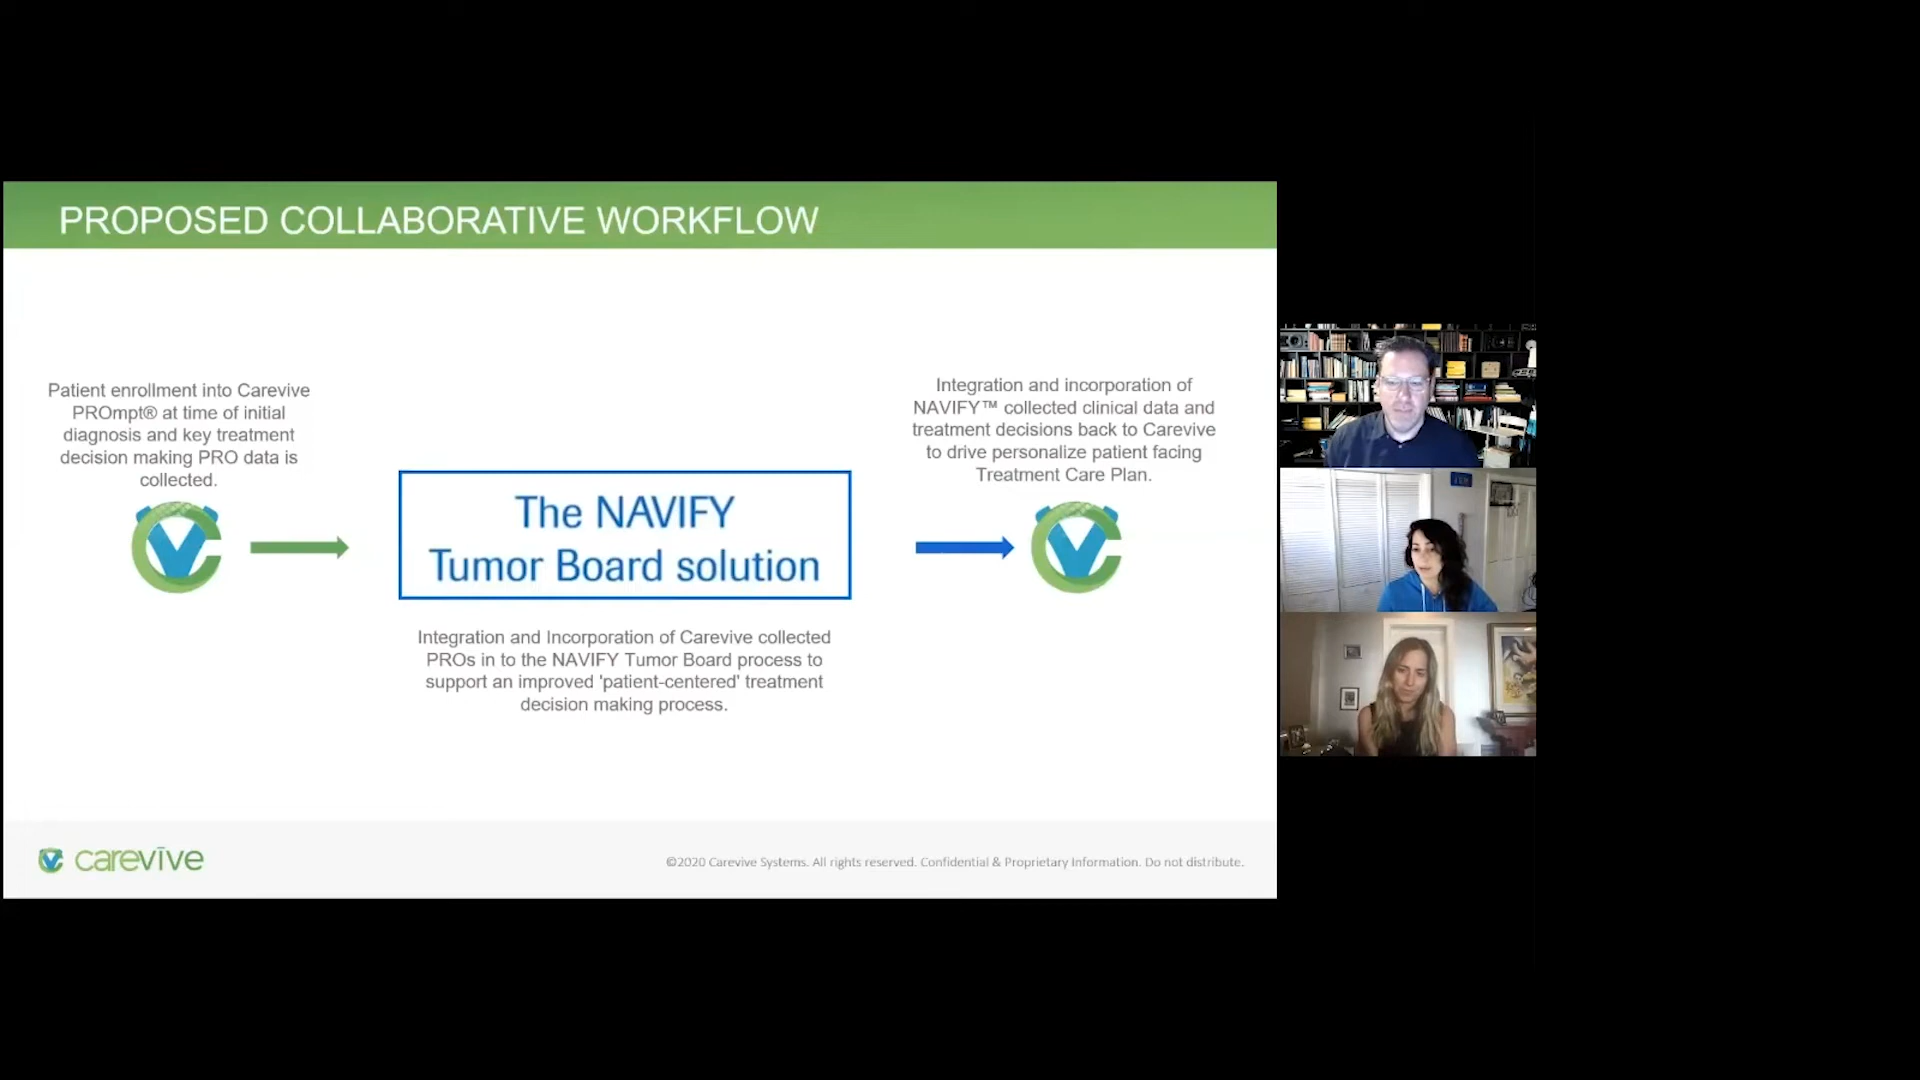 PROPOSED COLLABORATIVE WORKFLOW
Patient enrollment into Carevive
PROmpt® at time of initial
diagnosis and key treatment
decision making PRO data is
collected.
The NAVIFY
Tumor Board solution
Integration and Incorporation of Carevive collected
PROs in to the NAVIFY Tumor Board process to
support an improved 'patient-centered' treatment
decision making process.
Integration and incorporation of
NAVIFY™ collected clinical data and
treatment decisions back to Carevive
to drive personalize patient facing
Treatment Care Plan.
carevive
©2020 Carevive Systems. All rights reserved. Confidential & Proprietary Information. Do not distribute.